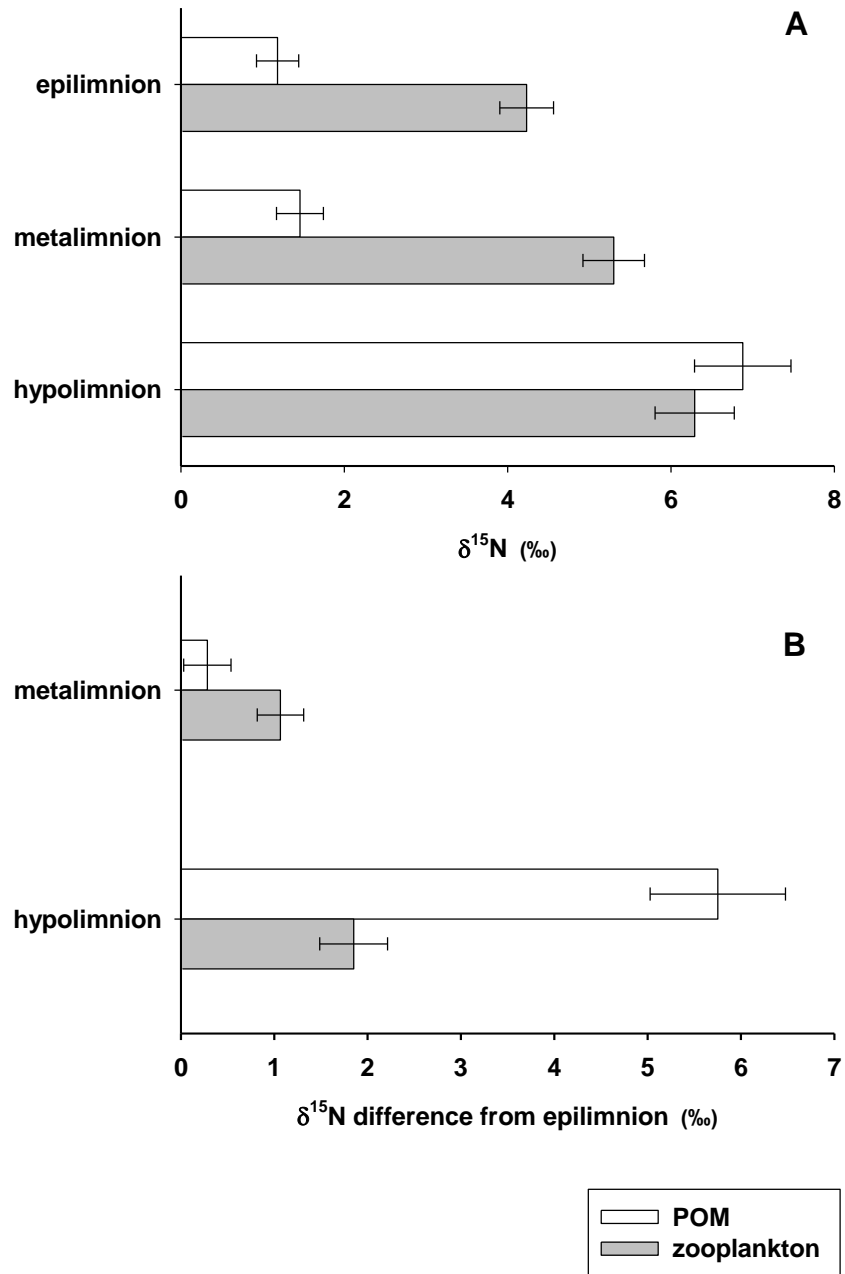 A
epilimnion
metalimnion
hypolimnion
0 2 4 6 8
δ¹⁵N (‰)
B
metalimnion
hypolimnion
0 1 2 3 4 5 6 7
δ¹⁵N difference from epilimnion (‰)
POM
zooplankton